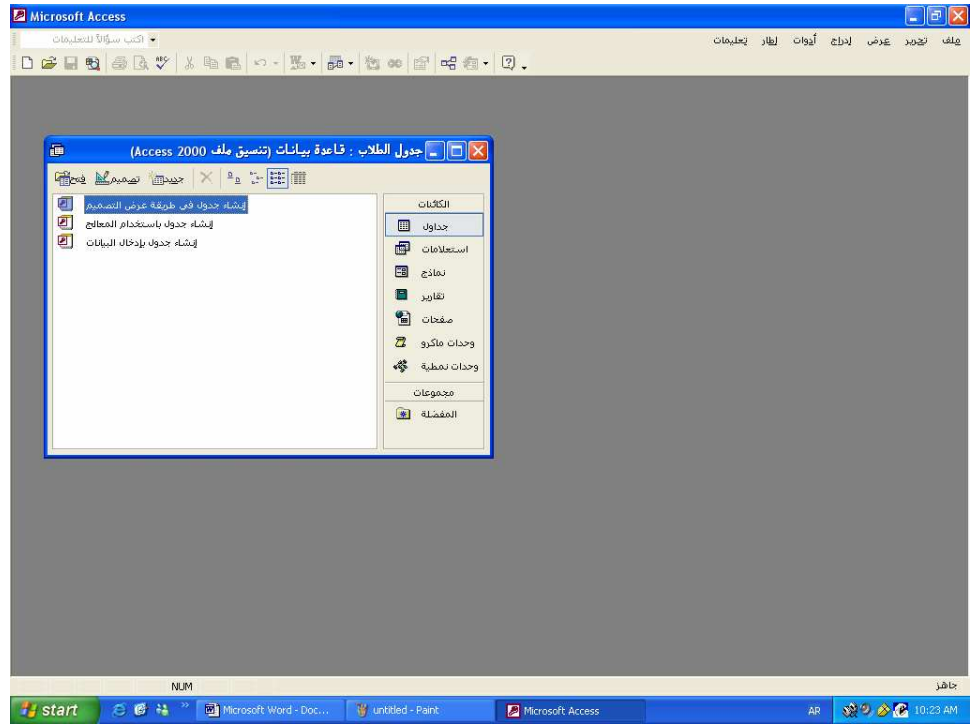 Microsoft Access
ملف تحرير عرض إدراج أدوات إطار تعليمات
اكتب سؤالاً للتعليمات
جدول الطلاب : قاعدة بيانات (تنسيق ملف Access 2000)
فتح تصميم جديد
الكائنات
جداول
استعلامات
نماذج
تقارير
صفحات
وحدات ماكرو
وحدات نمطية
مجموعات
المفضلة
إنشاء جدول في طريقة عرض التصميم
إنشاء جدول باستخدام المعالج
إنشاء جدول بإدخال البيانات
جاهز
NUM
start
Microsoft Word - Doc...
untitled - Paint
Microsoft Access
AR
10:23 AM